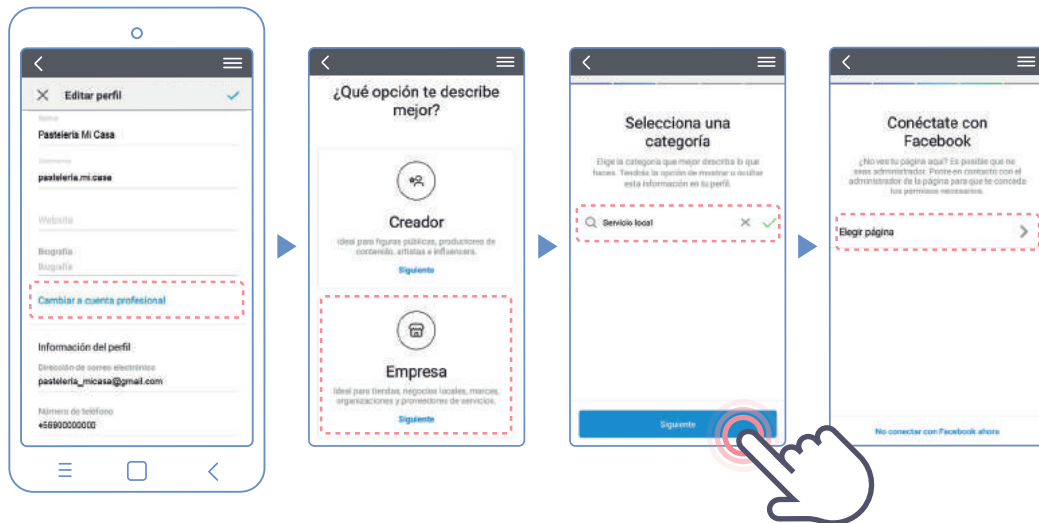 Editar perfil
Name
Pastelería Mi Casa
Username
pasteleria.mi.casa
Website
Biografía
Biografía
Cambiar a cuenta profesional
Información del perfil
Dirección de correo electrónico
pasteleria_micasa@gmail.com
Número de teléfono
+56900000000
¿Qué opción te describe
mejor?
Creador
Ideal para figuras públicas, productores de
contenido, artistas e influencers.
Siguiente
Empresa
Ideal para tiendas, negocios locales, marcas,
organizaciones y proveedores de servicios.
Siguiente
Selecciona una
categoría
Elige la categoría que mejor describa lo que
haces. Tendrás la opción de mostrar u ocultar
esta información en tu perfil.
Servicio local
Siguiente
Conéctate con
Facebook
¿No ves tu página aquí? Es posible que no
seas administrador. Ponte en contacto con el
administrador de la página para que te conceda
los permisos necesarios.
Elegir página
No conectar con Facebook ahora